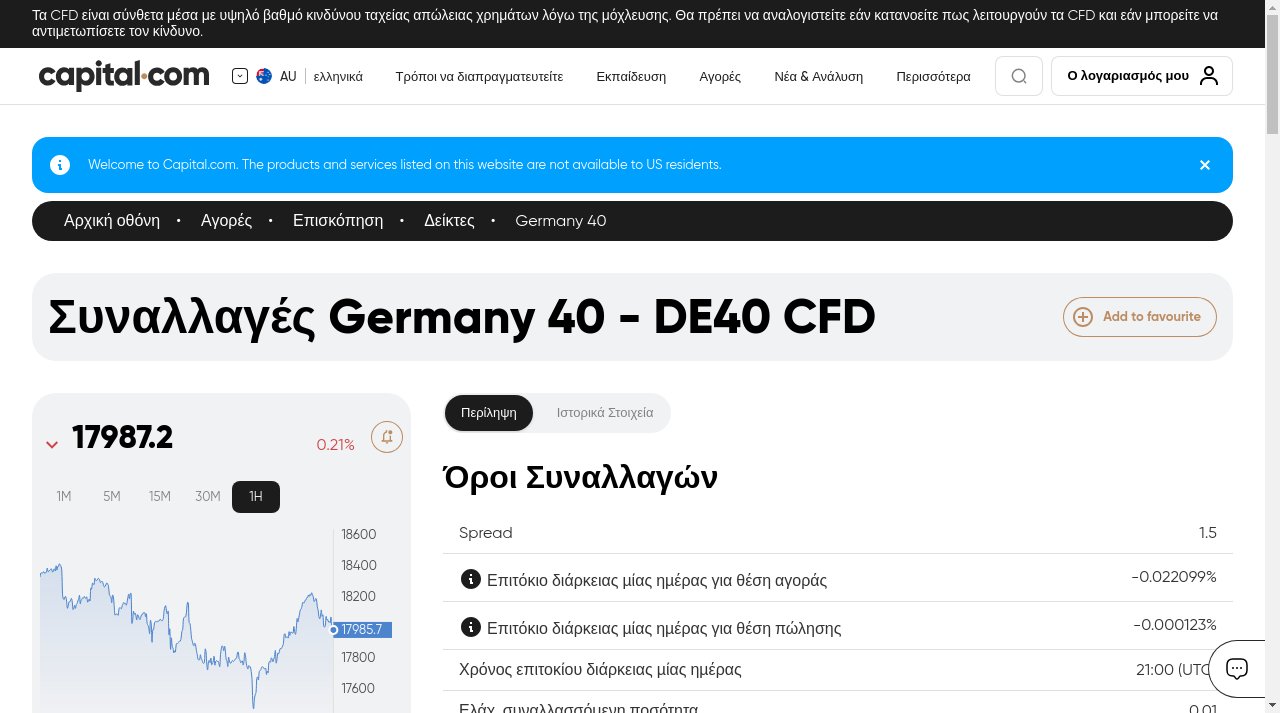 Τα CFD είναι σύνθετα μέσα με υψηλό βαθμό κινδύνου ταχείας απώλειας χρημάτων λόγω της μόχλευσης. Θα πρέπει να αναλογιστείτε εάν κατανοείτε πως λειτουργούν τα CFD και εάν μπορείτε να
αντιμετωπίσετε τον κίνδυνο.
capital.com
AU
ελληνικά
Τρόποι να διαπραγματευτείτε
Εκπαίδευση
Αγορές
Νέα & Ανάλυση
Περισσότερα
Ο λογαριασμός μου
Welcome to Capital.com. The products and services listed on this website are not available to US residents.
Αρχική οθόνη • Αγορές • Επισκόπηση • Δείκτες • Germany 40
Συναλλαγές Germany 40 - DE40 CFD
Add to favourite
17987.2
0.21%
1M 5M 15M 30M 1H
18600
18400
18200
17985.7
17800
17600
Περίληψη
Ιστορικά Στοιχεία
Όροι Συναλλαγών
Spread 1.5
Επιτόκιο διάρκειας μίας ημέρας για θέση αγοράς -0.022099%
Επιτόκιο διάρκειας μίας ημέρας για θέση πώλησης -0.000123%
Χρόνος επιτοκίου διάρκειας μίας ημέρας 21:00 (UTC
Ελάχ. συναλλασσόμενη ποσότητα 0.01